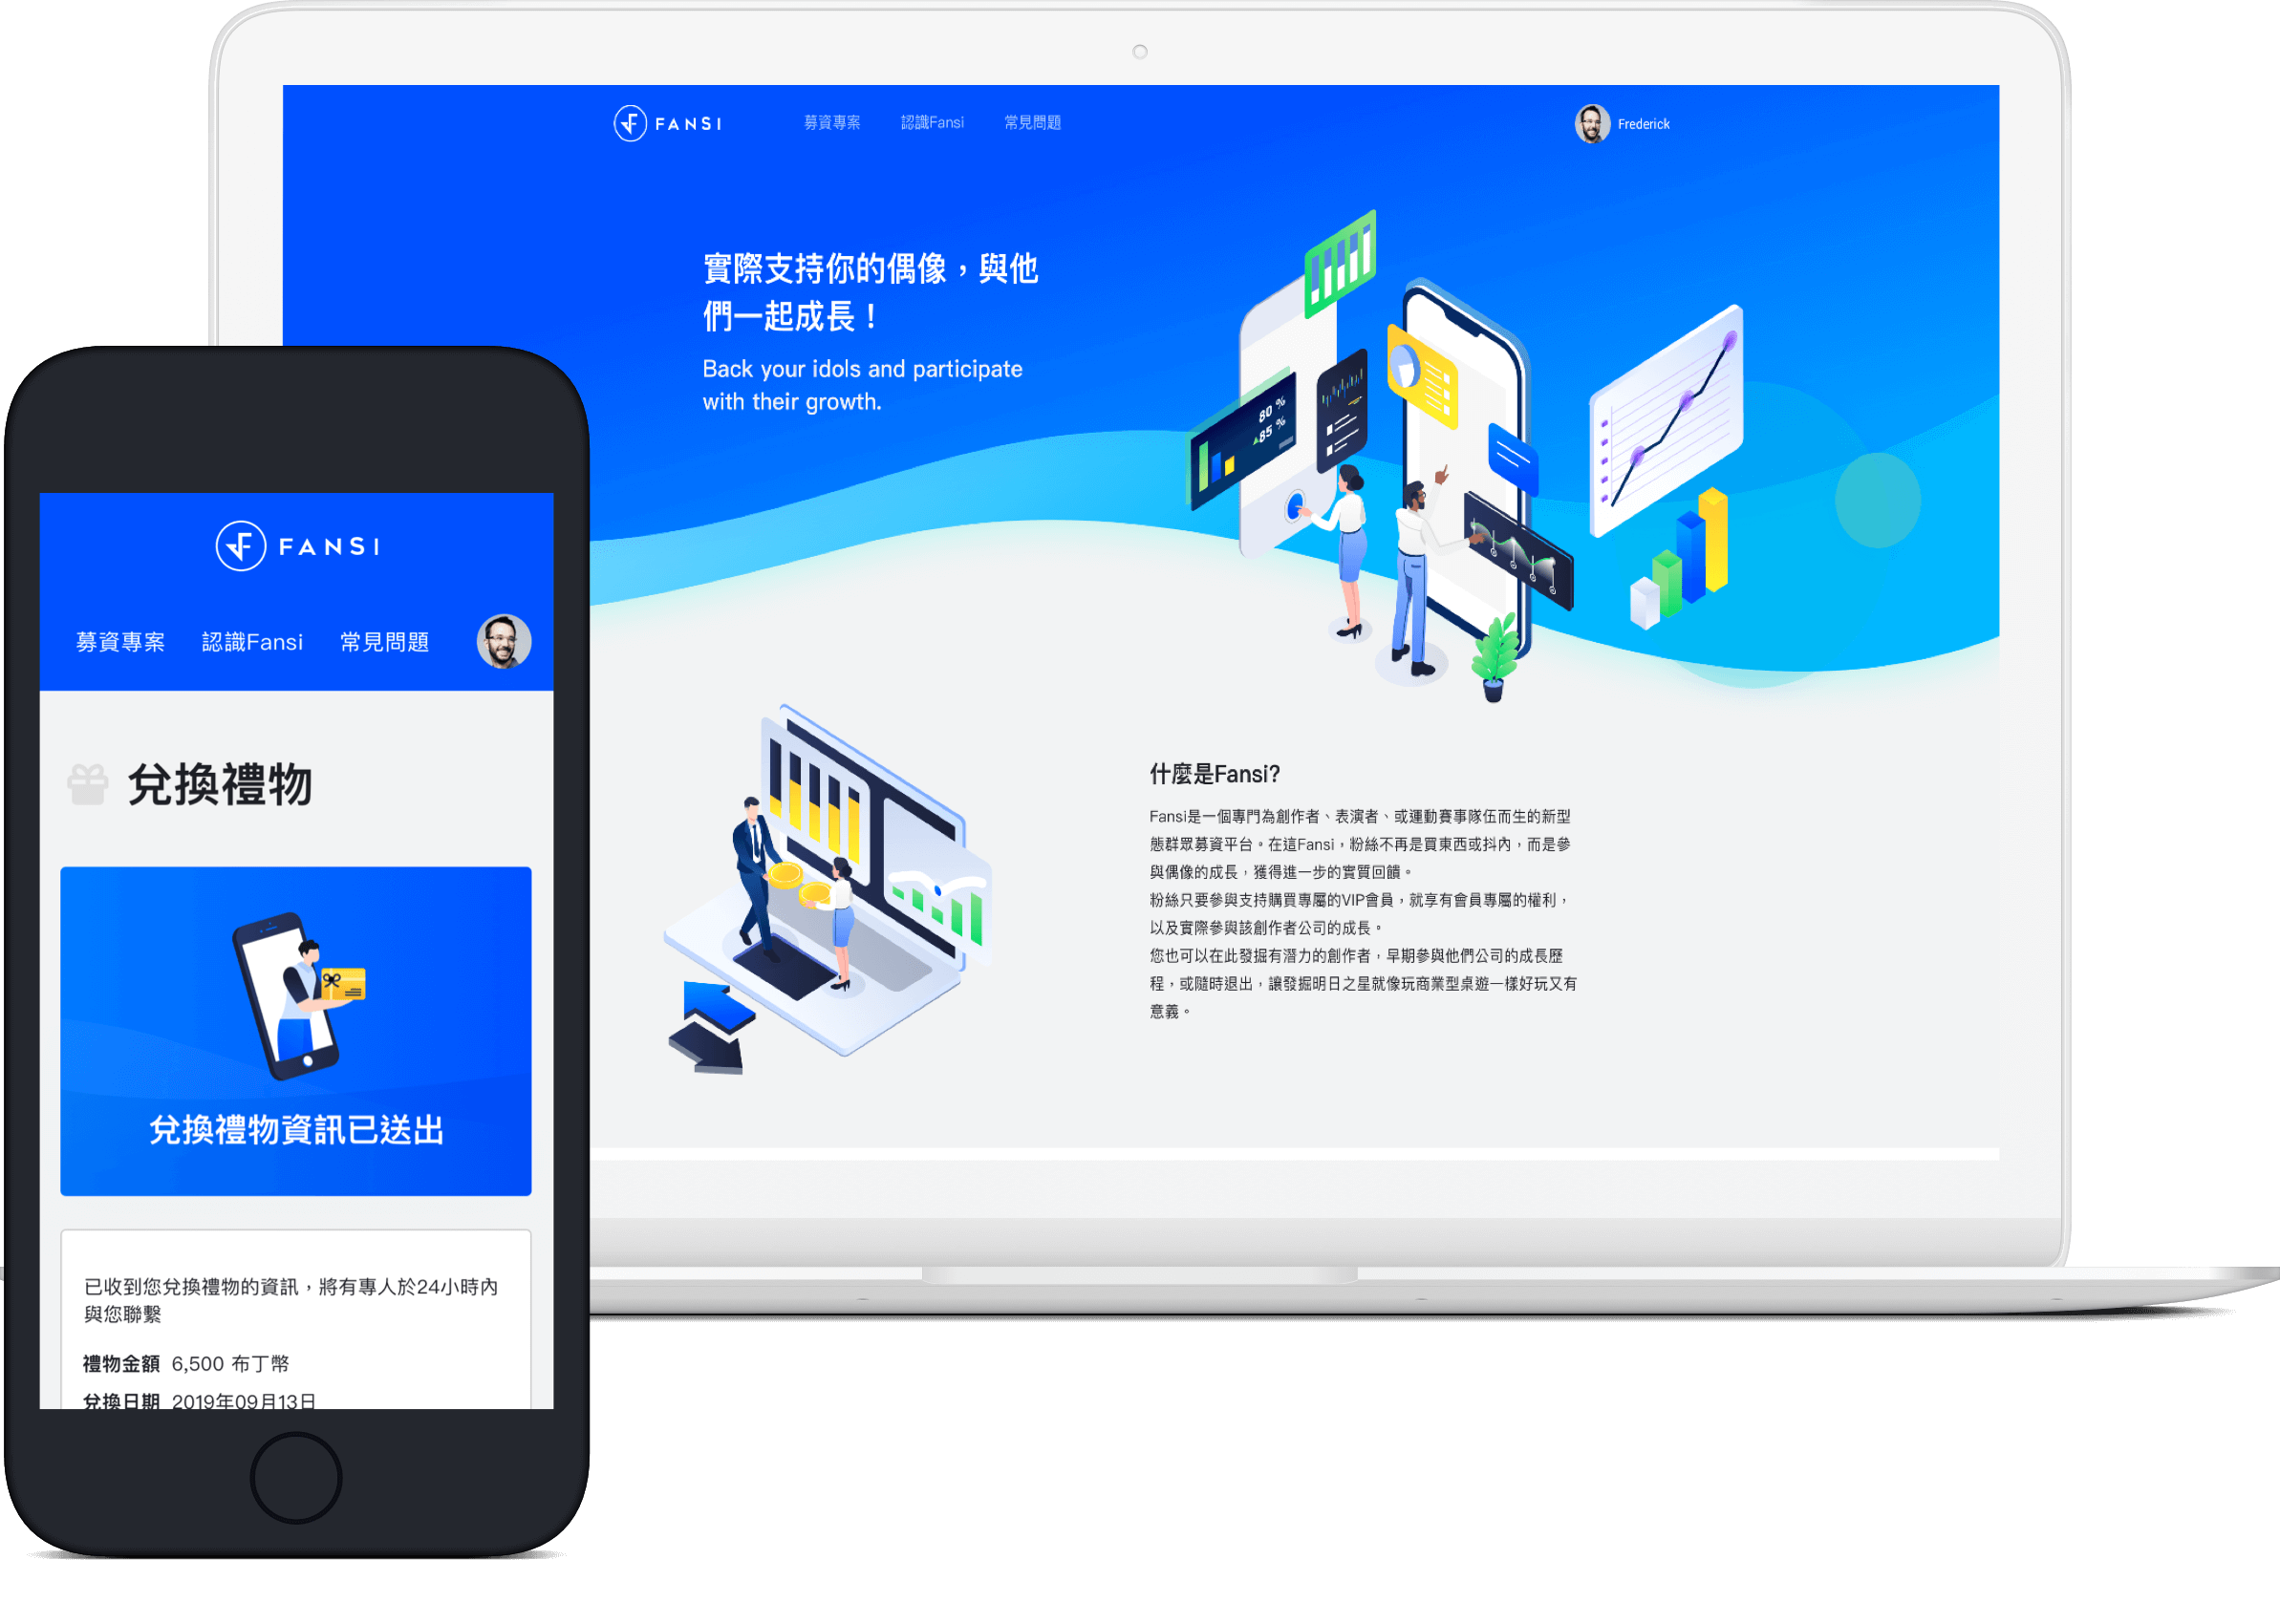 FANSI
募資專案
認識Fansi
常見問題
Frederick
實際支持你的偶像，與他
們一起成長！
Back your idols and participate
with their growth.
80 %
85 %
什麼是Fansi?
Fansi是一個專門為創作者、表演者、或運動賽事隊伍而生的新型
態群眾募資平台。在這Fansi，粉絲不再是買東西或抖內，而是參
與偶像的成長，獲得進一步的實質回饋。
粉絲只要參與支持購買專屬的VIP會員，就享有會員專屬的權利，
以及實際參與該創作者公司的成長。
您也可以在此發掘有潛力的創作者，早期參與他們公司的成長歷
程，或隨時退出，讓發掘明日之星就像玩商業型桌遊一樣好玩又有
意義。
FANSI
募資專案
認識Fansi
常見問題
兌換禮物
兌換禮物資訊已送出
已收到您兌換禮物的資訊，將有專人於24小時內
與您聯繫
禮物金額 6,500 布丁幣
兌換日期 2019年09月13日